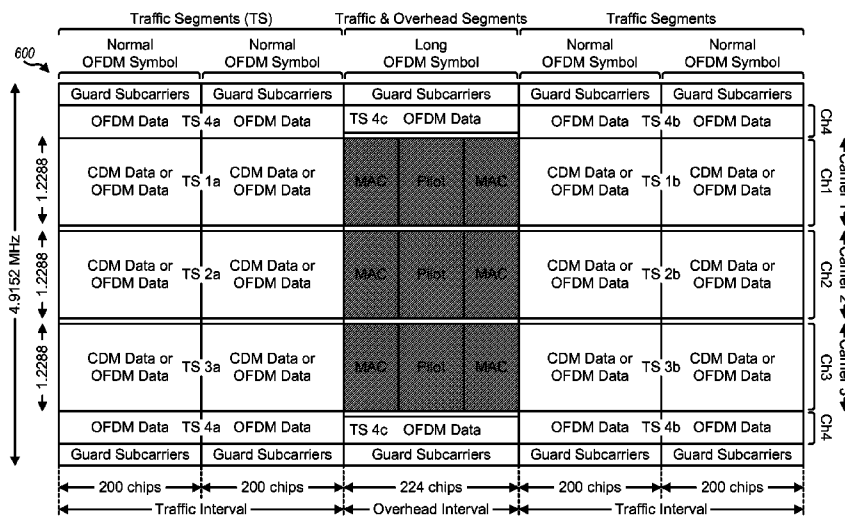 Traffic Segments (TS) Traffic & Overhead Segments Traffic Segments
Normal OFDM Symbol Normal OFDM Symbol Long OFDM Symbol Normal OFDM Symbol Normal OFDM Symbol
600
Guard Subcarriers Guard Subcarriers Guard Subcarriers Guard Subcarriers Guard Subcarriers
OFDM Data TS 4a OFDM Data TS 4c OFDM Data OFDM Data TS 4b OFDM Data Ch4
1.2288 CDM Data or OFDM Data TS 1a CDM Data or OFDM Data MAC Pilot MAC CDM Data or OFDM Data TS 1b CDM Data or OFDM Data Ch1 Carrier 1
4.9152 MHz
1.2288 CDM Data or OFDM Data TS 2a CDM Data or OFDM Data MAC Pilot MAC CDM Data or OFDM Data TS 2b CDM Data or OFDM Data Ch2 Carrier 2
1.2288 CDM Data or OFDM Data TS 3a CDM Data or OFDM Data MAC Pilot MAC CDM Data or OFDM Data TS 3b CDM Data or OFDM Data Ch3 Carrier 3
OFDM Data TS 4a OFDM Data TS 4c OFDM Data OFDM Data TS 4b OFDM Data Ch4
Guard Subcarriers Guard Subcarriers Guard Subcarriers Guard Subcarriers Guard Subcarriers
200 chips 200 chips 224 chips 200 chips 200 chips
Traffic Interval Overhead Interval Traffic Interval